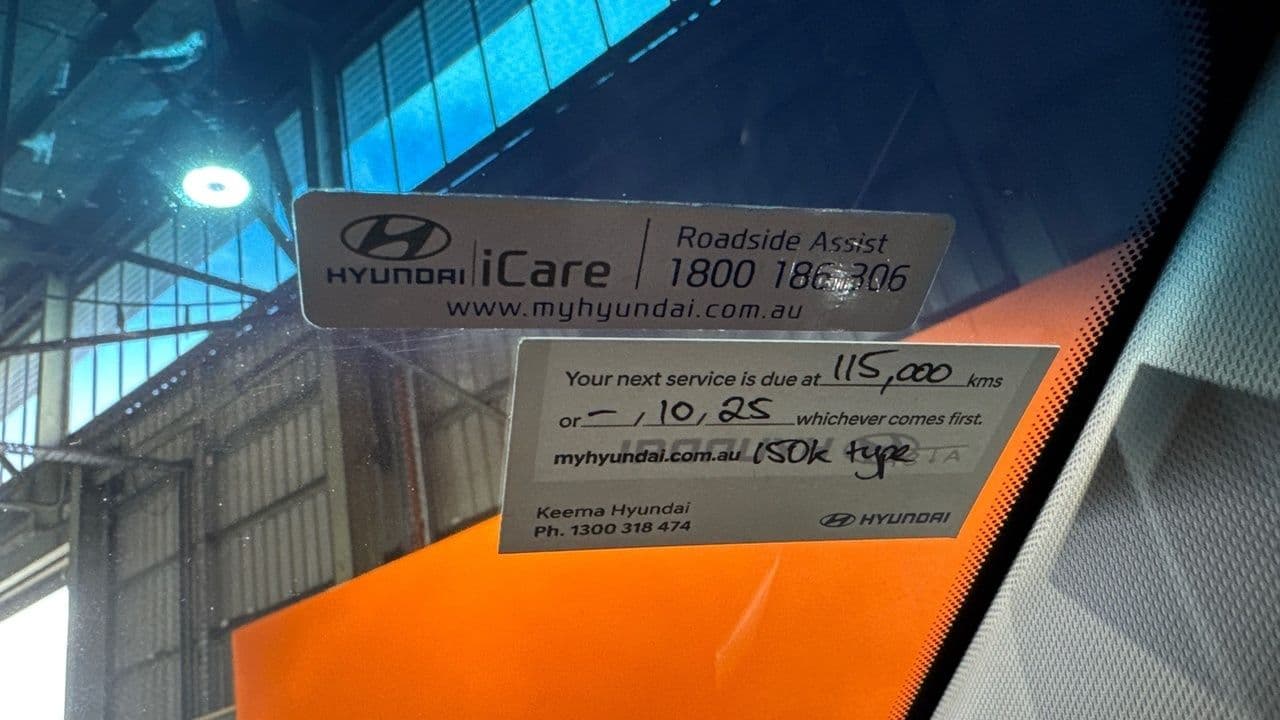 HYUNDAI | iCare
Roadside Assist
1800 186 306
www.myhyundai.com.au
Your next service is due at 115,000 kms
or - / 10 / 25 whichever comes first.
myhyundai.com.au 150k type
Keema Hyundai
Ph. 1300 318 474
HYUNDAI